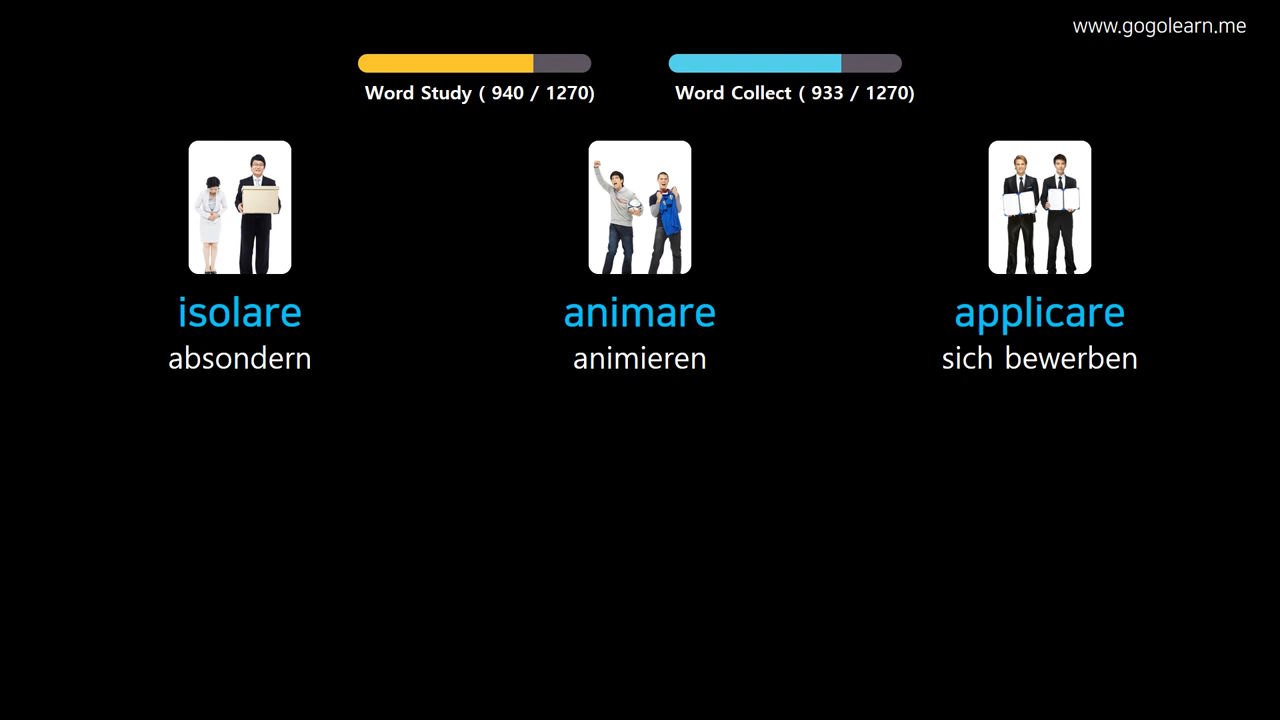 www.gogolearn.me
Word Study ( 940 / 1270)
Word Collect ( 933 / 1270)
isolare
absondern
animare
animieren
applicare
sich bewerben